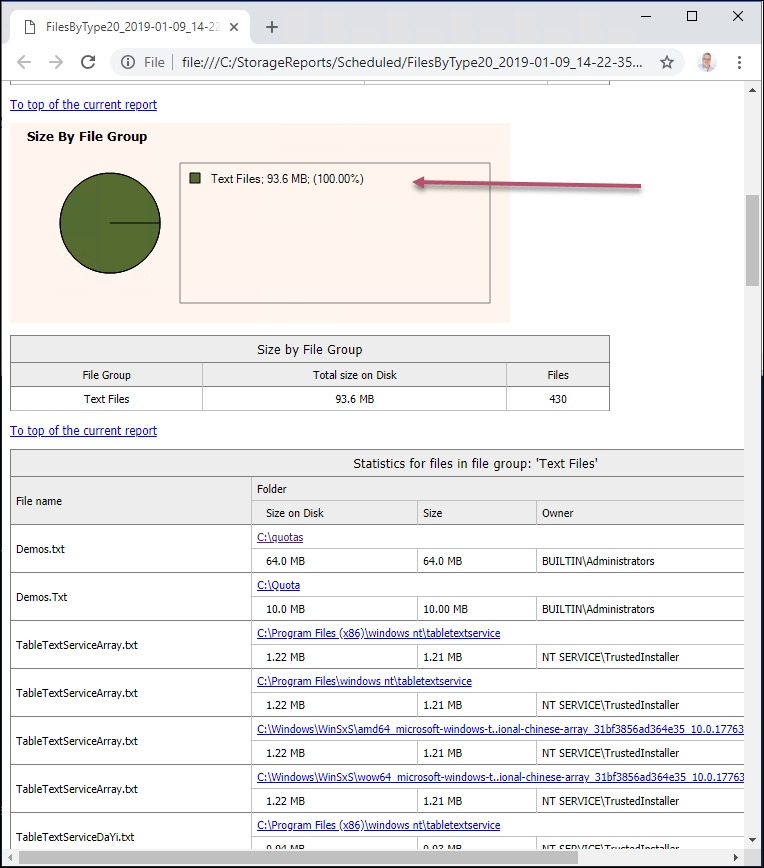 FilesByType20_2019-01-09_14-22
File file:///C:/StorageReports/Scheduled/FilesByType20_2019-01-09_14-22-35...
To top of the current report
Size By File Group
Text Files; 93.6 MB; (100.00%)
Size by File Group
File Group Total size on Disk Files
Text Files 93.6 MB 430
To top of the current report
Statistics for files in file group: 'Text Files'
File name
Folder
Size on Disk Size Owner
Demos.txt
C:\quotas
64.0 MB 64.0 MB BUILTIN\Administrators
Demos.Txt
C:\Quota
10.0 MB 10.00 MB BUILTIN\Administrators
TableTextServiceArray.txt
C:\Program Files (x86)\windows nt\tabletextservice
1.22 MB 1.21 MB NT SERVICE\TrustedInstaller
TableTextServiceArray.txt
C:\Program Files\windows nt\tabletextservice
1.22 MB 1.21 MB NT SERVICE\TrustedInstaller
TableTextServiceArray.txt
C:\Windows\WinSxS\amd64_microsoft-windows-t..ional-chinese-array_31bf3856ad364e35_10.0.17763
1.22 MB 1.21 MB NT SERVICE\TrustedInstaller
TableTextServiceArray.txt
C:\Windows\WinSxS\wow64_microsoft-windows-t..ional-chinese-array_31bf3856ad364e35_10.0.17763
1.22 MB 1.21 MB NT SERVICE\TrustedInstaller
TableTextServiceDaYi.txt
C:\Program Files (x86)\windows nt\tabletextservice
0.94 MB 0.93 MB NT SERVICE\TrustedInstaller